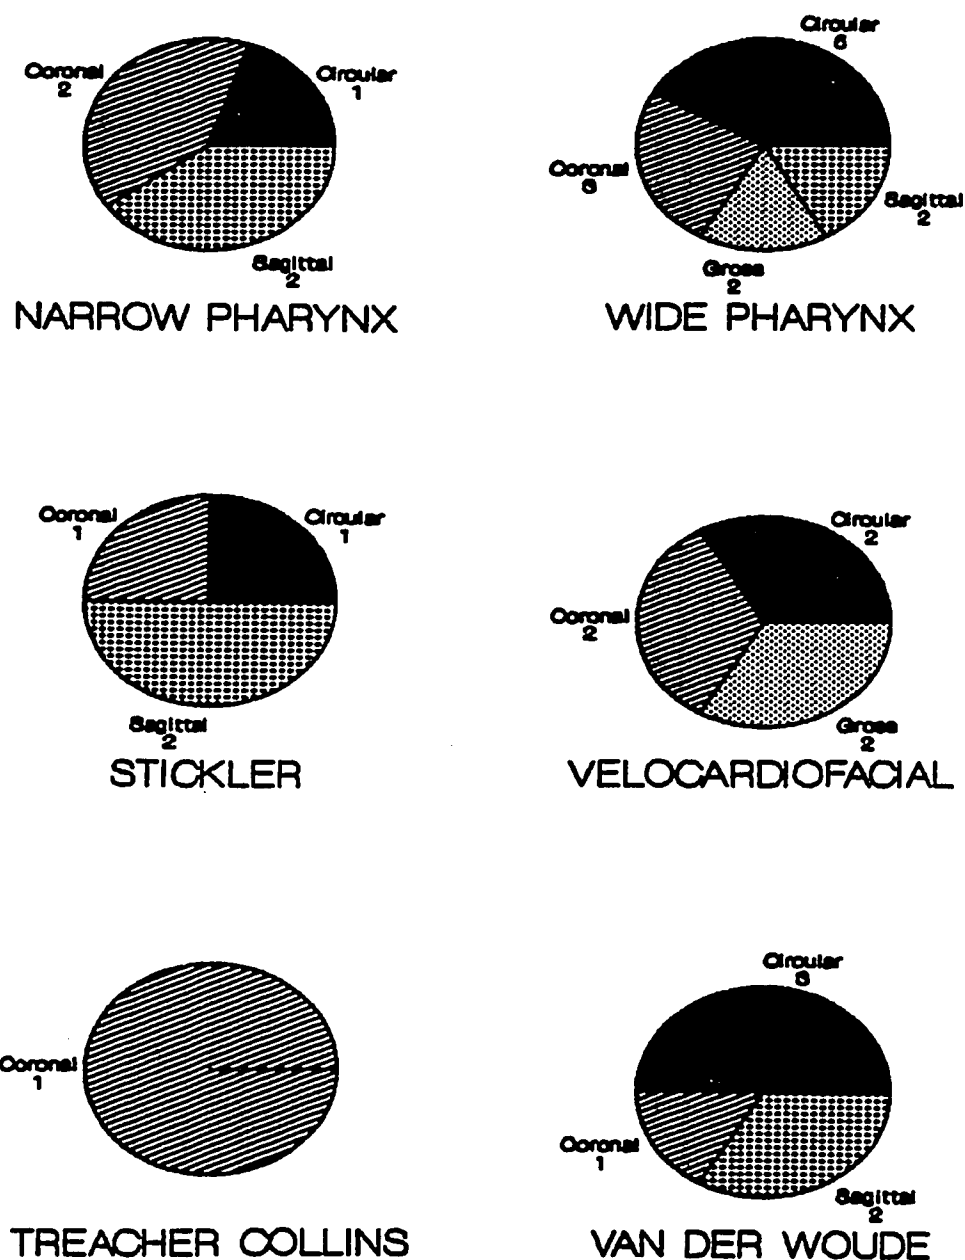 Coronal
2
Circular
1
Sagittal
2
NARROW PHARYNX
Circular
5
Coronal
3
Sagittal
2
Gross
2
WIDE PHARYNX
Coronal
1
Circular
1
Sagittal
2
STICKLER
Circular
2
Coronal
2
Gross
2
VELOCARDIOFACIAL
Coronal
1
TREACHER COLLINS
Circular
3
Coronal
1
Sagittal
2
VAN DER WOUDE